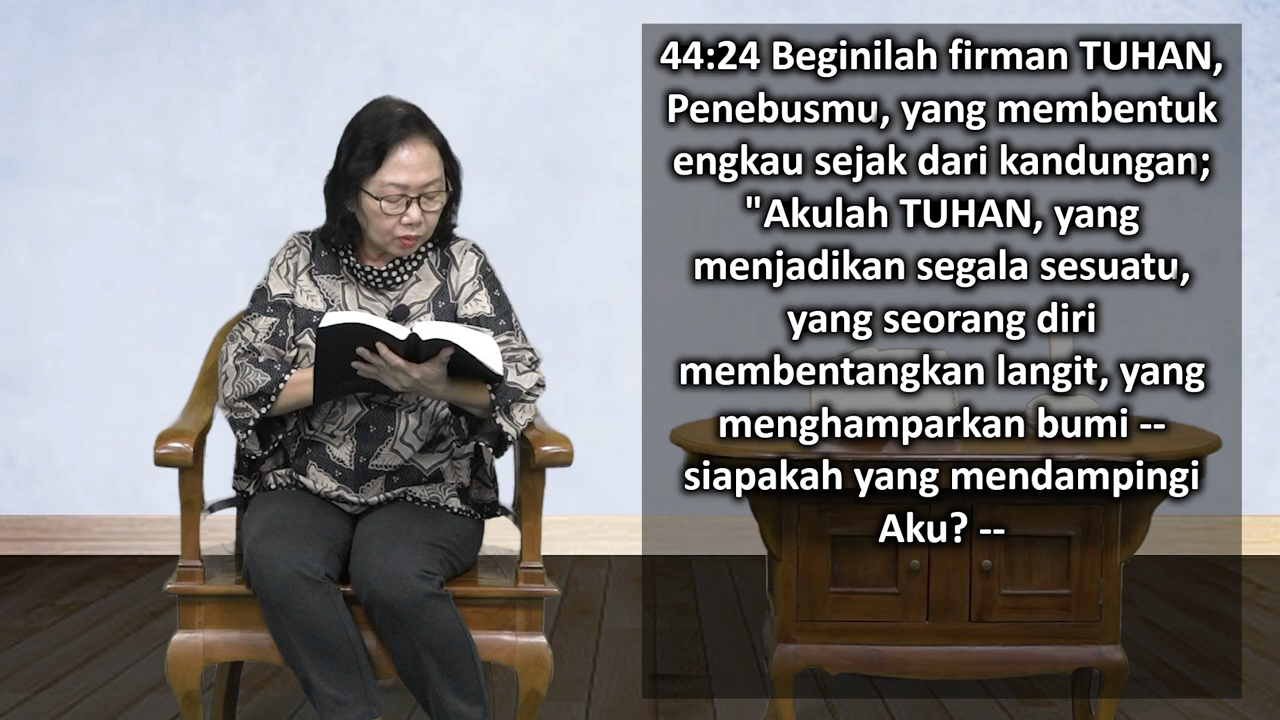 44:24 Beginilah firman TUHAN,
Penebusmu, yang membentuk
engkau sejak dari kandungan;
"Akulah TUHAN, yang
menjadikan segala sesuatu,
yang seorang diri
membentangkan langit, yang
menghamparkan bumi --
siapakah yang mendampingi
Aku? --